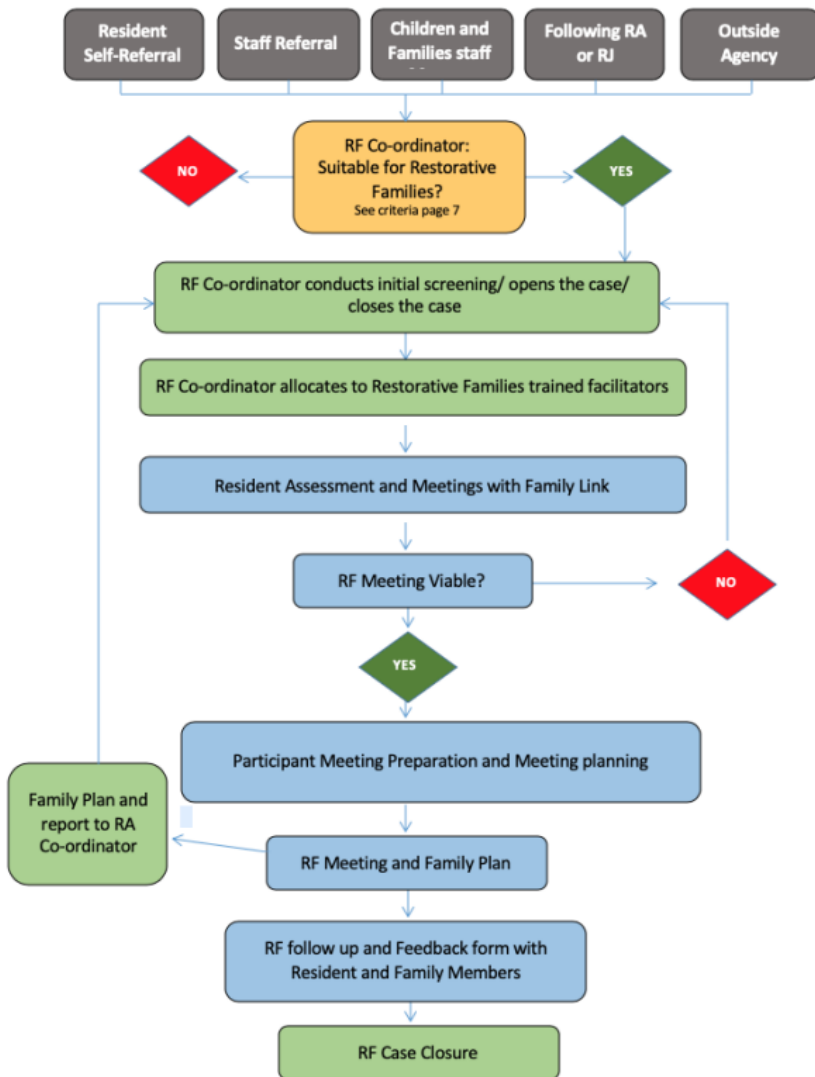 Resident
Self-Referral
Staff Referral
Children and
Families staff
Following RA
or RJ
Outside
Agency
RF Co-ordinator:
Suitable for Restorative
Families?
See criteria page 7
NO
YES
RF Co-ordinator conducts initial screening/ opens the case/
closes the case
RF Co-ordinator allocates to Restorative Families trained facilitators
Resident Assessment and Meetings with Family Link
RF Meeting Viable?
NO
YES
Participant Meeting Preparation and Meeting planning
Family Plan and
report to RA
Co-ordinator
RF Meeting and Family Plan
RF follow up and Feedback form with
Resident and Family Members
RF Case Closure